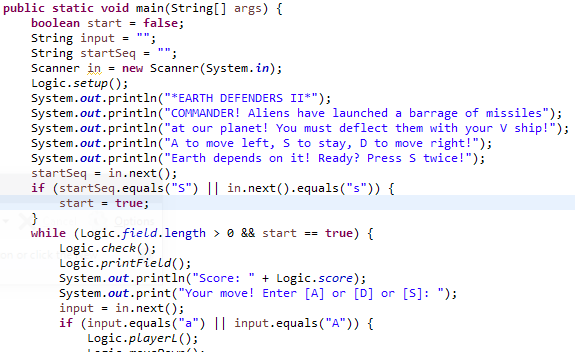 public static void main(String[] args) {
boolean start = false;
String input = "";
String startSeq = "";
Scanner in = new Scanner(System.in);
Logic.setup();
System.out.println("*EARTH DEFENDERS II*");
System.out.println("COMMANDER! Aliens have launched a barrage of missiles");
System.out.println("at our planet! You must deflect them with your V ship!");
System.out.println("A to move left, S to stay, D to move right!");
System.out.println("Earth depends on it! Ready? Press S twice!");
startSeq = in.next();
if (startSeq.equals("S") || in.next().equals("s")) {
start = true;
}
while (Logic.field.length > 0 && start == true) {
Logic.check();
Logic.printField();
System.out.println("Score: " + Logic.score);
System.out.print("Your move! Enter [A] or [D] or [S]: ");
input = in.next();
if (input.equals("a") || input.equals("A")) {
Logic.playerL();